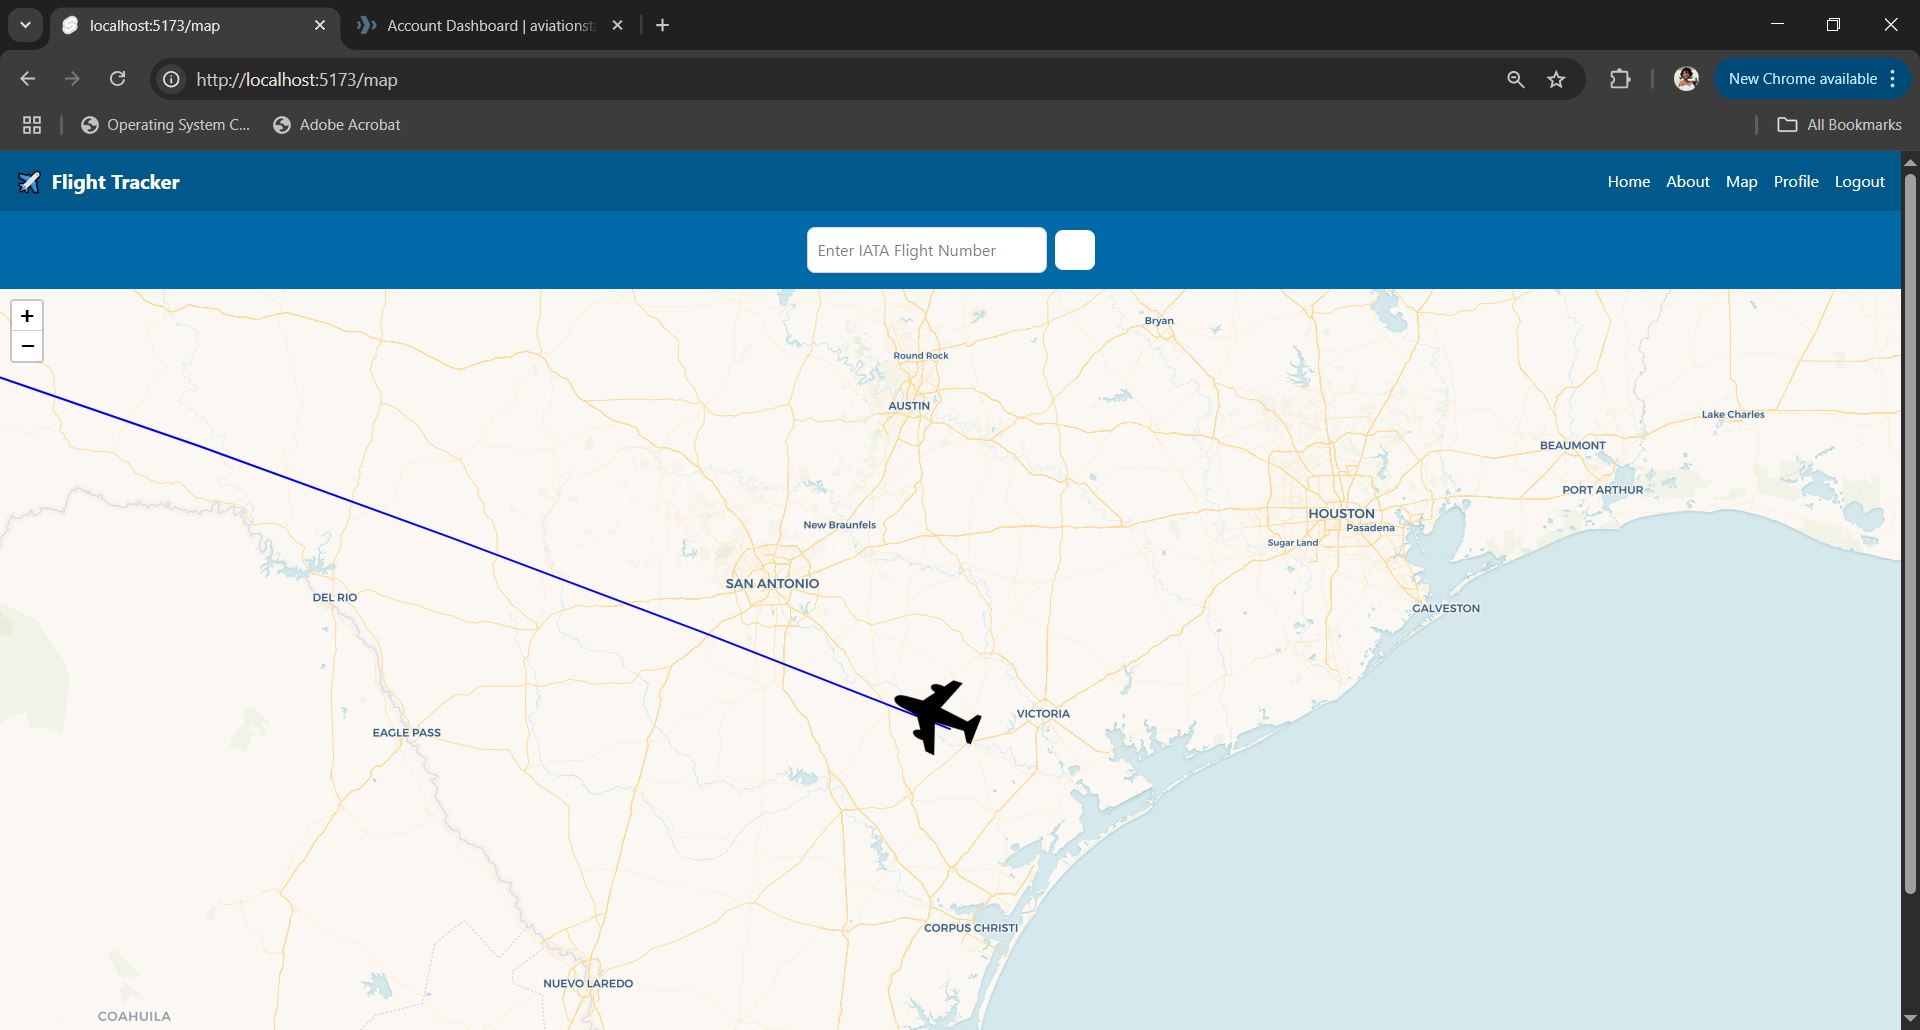 localhost:5173/map
Account Dashboard | aviationst
http://localhost:5173/map
New Chrome available
Operating System C...
Adobe Acrobat
All Bookmarks
Flight Tracker
Home
About
Map
Profile
Logout
Enter IATA Flight Number
+
−
Bryan
Round Rock
AUSTIN
Lake Charles
BEAUMONT
PORT ARTHUR
HOUSTON
Pasadena
New Braunfels
Sugar Land
SAN ANTONIO
DEL RIO
GALVESTON
VICTORIA
EAGLE PASS
CORPUS CHRISTI
NUEVO LAREDO
COAHUILA